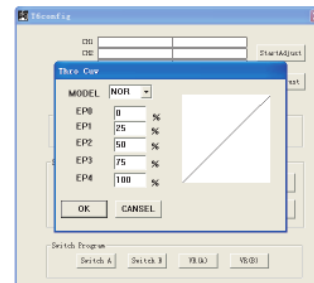 T6config
CH1
CH2
StartAdjust
Thro Cuv
MODEL NOR
EP0 0 %
EP1 25 %
EP2 50 %
EP3 75 %
EP4 100 %
OK CANSEL
Switch Program
Switch A Switch B VR(A) VR(B)